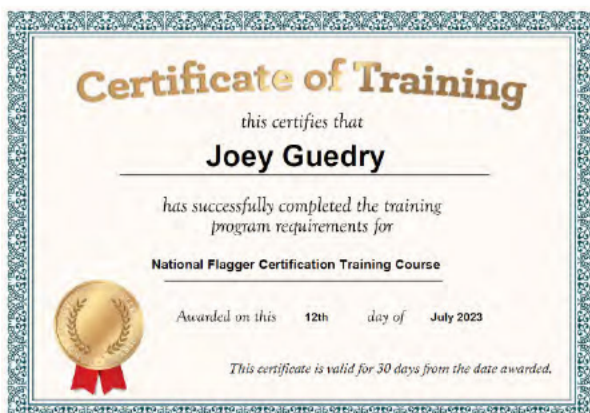 Certificate of Training
this certifies that
Joey Guedry
has successfully completed the training
program requirements for
National Flagger Certification Training Course
Awarded on this 12th day of July 2023
This certificate is valid for 30 days from the date awarded.